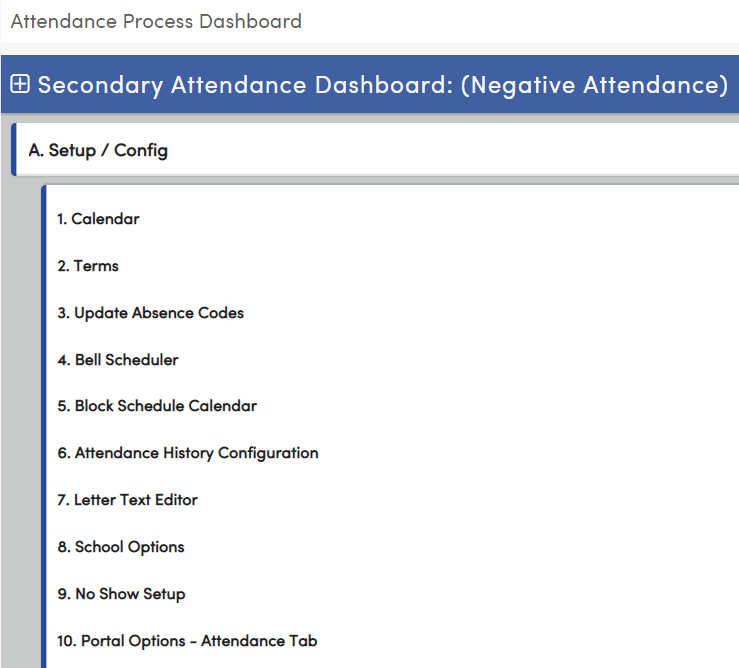 Attendance Process Dashboard
Secondary Attendance Dashboard: (Negative Attendance)
A. Setup / Config
1. Calendar
2. Terms
3. Update Absence Codes
4. Bell Scheduler
5. Block Schedule Calendar
6. Attendance History Configuration
7. Letter Text Editor
8. School Options
9. No Show Setup
10. Portal Options - Attendance Tab